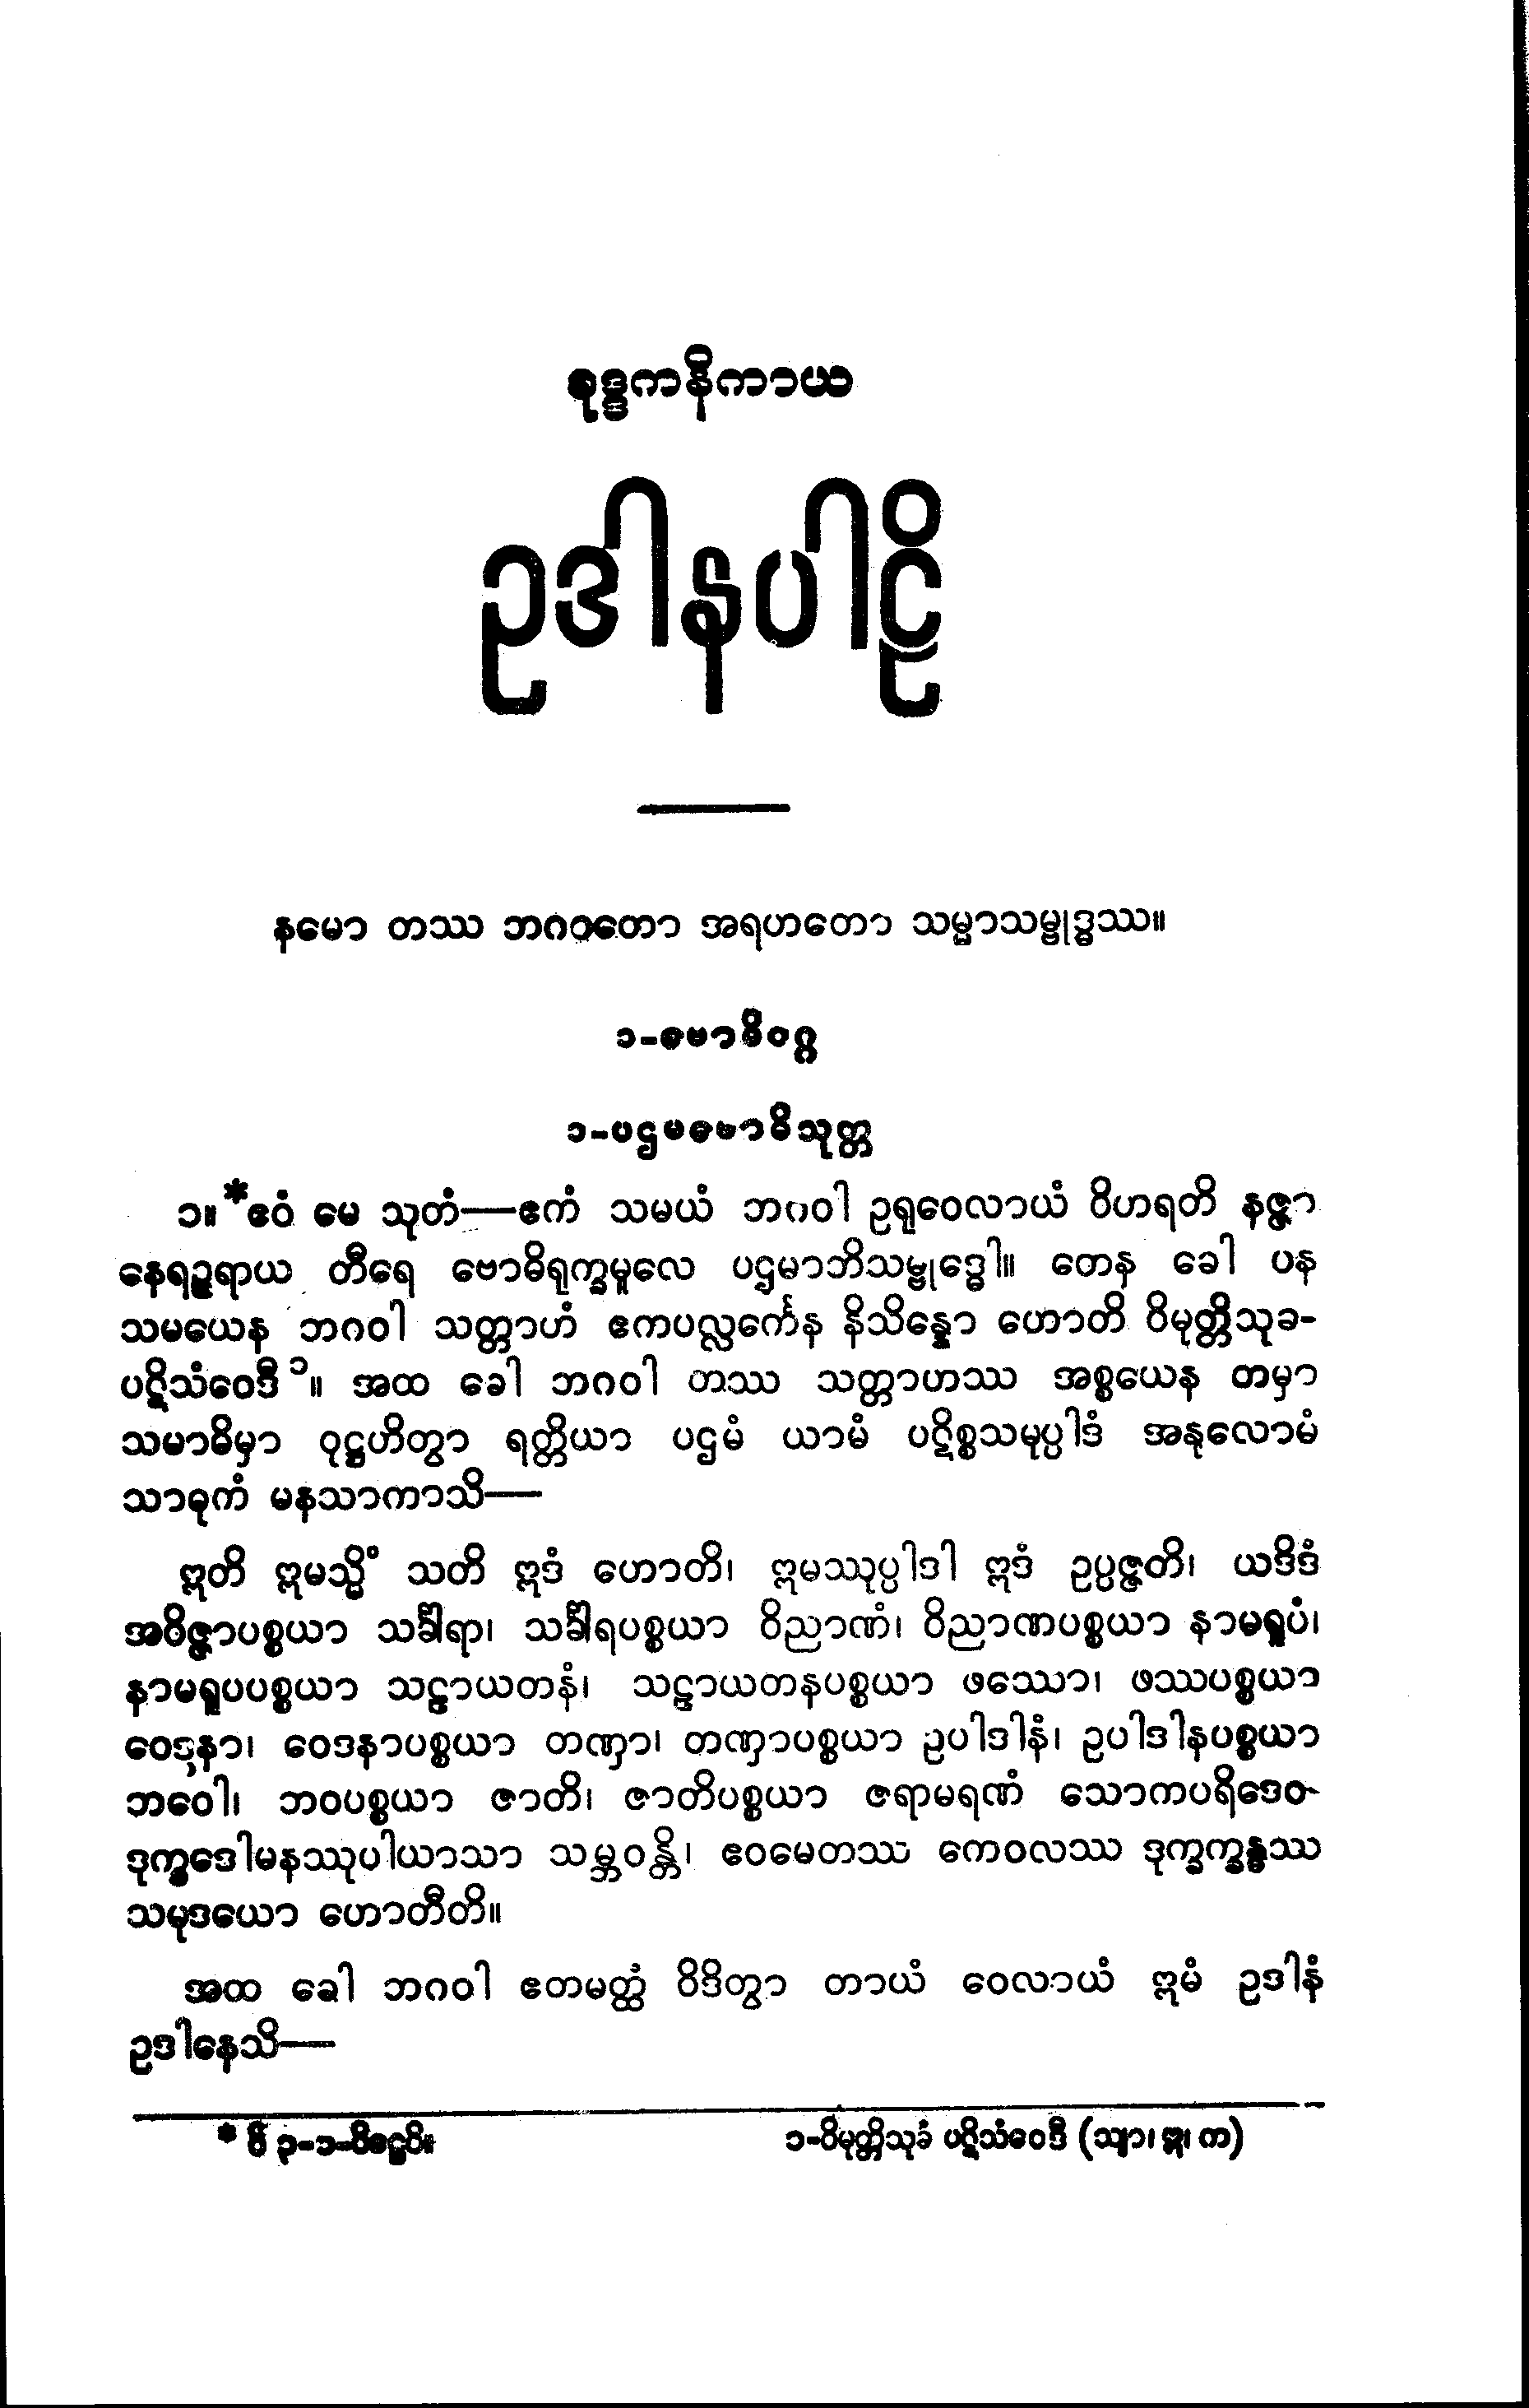 ခုဒ္ဒကနိကာယ
ဥဒါနပါဠိ
နမော တဿ ဘဂဝတော အရဟတော သမ္မာသမ္ဗုဒ္ဓဿ။
၁-ဗောဓိဝဂ္ဂ
၁-ပဌမဗောဓိသုတ္တ
၁။ *ဧဝံ မေ သုတံ—ဧကံ သမယံ ဘဂဝါ ဥရုဝေလာယံ ဝိဟရတိ နဇ္ဇာ
နေရဉ္ဇရာယ တီရေ ဗောဓိရုက္ခမူလေ ပဌမာဘိသမ္ဗုဒ္ဓေါ။ တေန ခေါ ပန
သမယေန ဘဂဝါ သတ္တာဟံ ဧကပလ္လင်္ကေန နိသိန္နော ဟောတိ ဝိမုတ္တိသုခ-
ပဋိသံဝေဒီ ၁။ အထ ခေါ ဘဂဝါ တဿ သတ္တာဟဿ အစ္စယေန တမှာ
သမာဓိမှာ ဝုဋ္ဌဟိတွာ ရတ္တိယာ ပဌမံ ယာမံ ပဋိစ္စသမုပ္ပါဒံ အနုလောမံ
သာဓုကံ မနသာကာသိ—
ဣတိ ဣမသ္မိံ သတိ ဣဒံ ဟောတိ၊ ဣမဿုပ္ပါဒါ ဣဒံ ဥပ္ပဇ္ဇတိ၊ ယဒိဒံ
အဝိဇ္ဇာပစ္စယာ သင်္ခါရာ၊ သင်္ခါရပစ္စယာ ဝိညာဏံ၊ ဝိညာဏပစ္စယာ နာမရူပံ၊
နာမရူပပစ္စယာ သဠာယတနံ၊ သဠာယတနပစ္စယာ ဖဿော၊ ဖဿပစ္စယာ
ဝေဒနာ၊ ဝေဒနာပစ္စယာ တဏှာ၊ တဏှာပစ္စယာ ဥပါဒါနံ၊ ဥပါဒါနပစ္စယာ
ဘဝေါ၊ ဘဝပစ္စယာ ဇာတိ၊ ဇာတိပစ္စယာ ဇရာမရဏံ သောကပရိဒေဝ-
ဒုက္ခဒေါမနဿုပါယာသာ သမ္ဘဝန္တိ၊ ဧဝမေတဿ ကေဝလဿ ဒုက္ခက္ခန္ဓဿ
သမုဒယော ဟောတီတိ။
အထ ခေါ ဘဂဝါ ဧတမတ္ထံ ဝိဒိတွာ တာယံ ဝေလာယံ ဣမံ ဥဒါနံ
ဥဒါနေသိ—
* ဝိ ၃-၁-ပိဋ္ဌေပိ။
၁-ဝိမုတ္တိသုခံ ပဋိသံဝေဒီ (သျာ၊ ဣ၊ က)